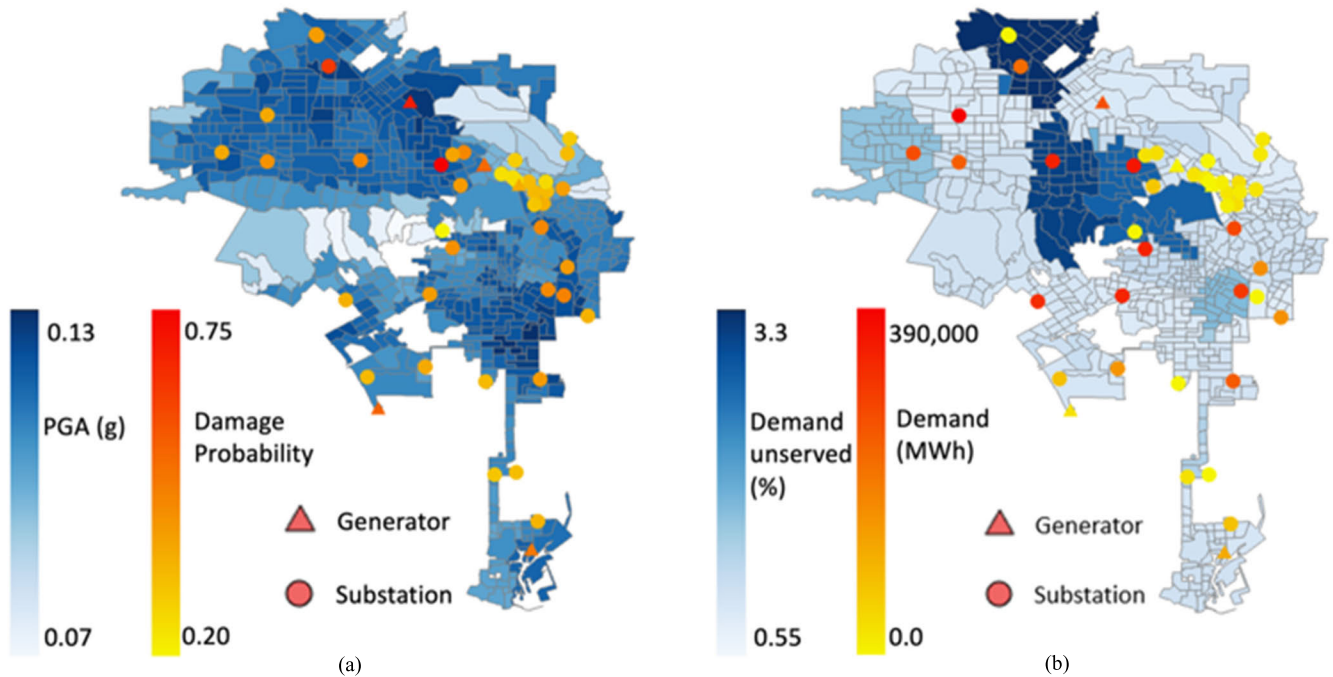 0.13
PGA (g)
0.07
0.75
Damage
Probability
0.20
Generator
Substation
(a)
3.3
Demand
unserved
(%)
0.55
390,000
Demand
(MWh)
0.0
Generator
Substation
(b)